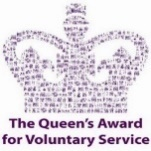 The Queen's Award
for Voluntary Service